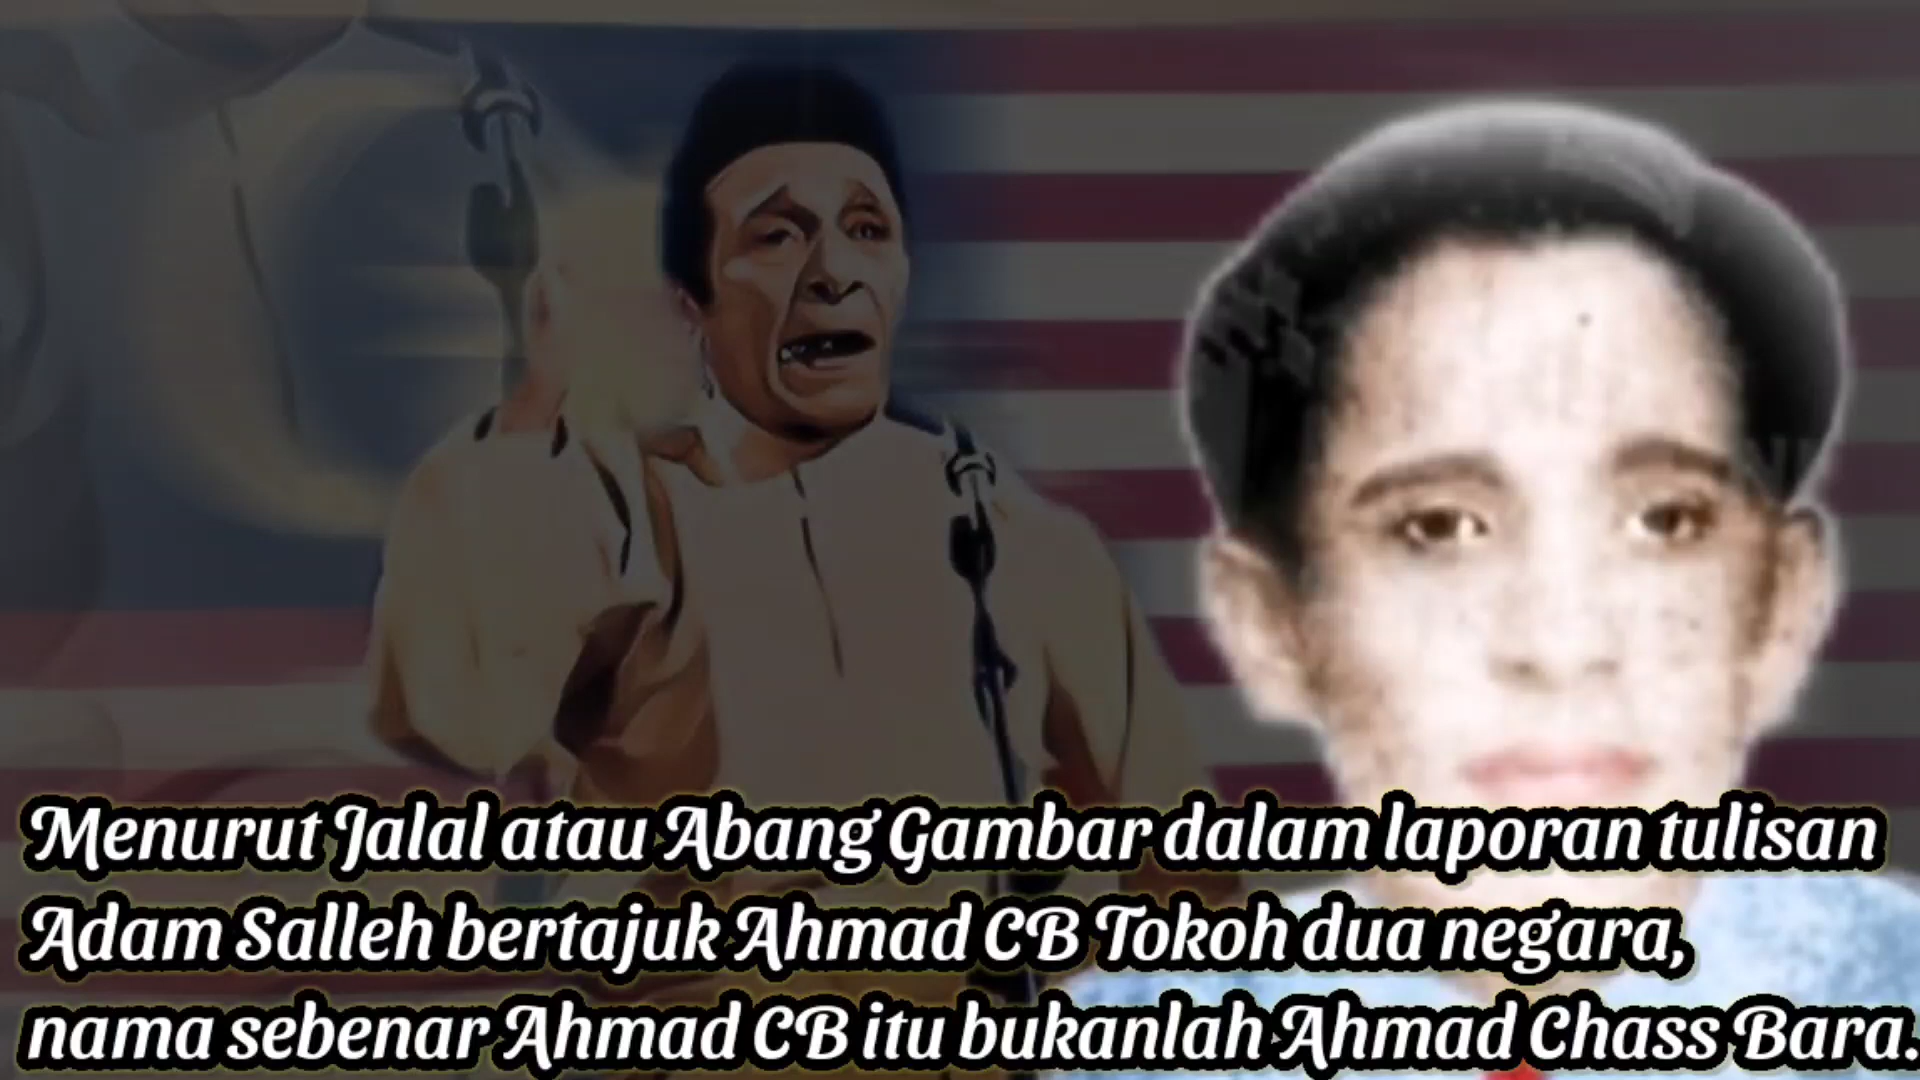 Menurut Jalal atau Abang Gambar dalam laporan tulisan
Adam Salleh bertajuk Ahmad CB Tokoh dua negara,
nama sebenar Ahmad CB itu bukanlah Ahmad Chass Bara.